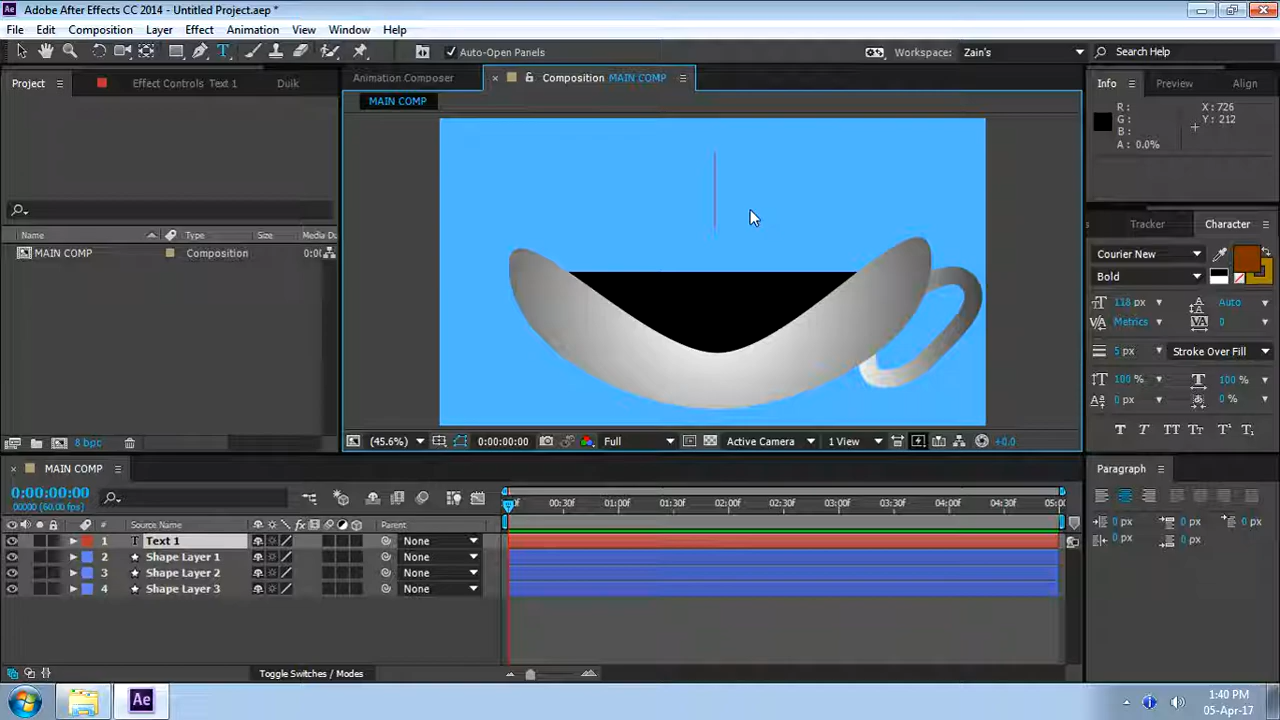 Adobe After Effects CC 2014 - Untitled Project.aep *
File Edit Composition Layer Effect Animation View Window Help
Auto-Open Panels Workspace: Zain's Search Help
Project Effect Controls Text 1 Duik
Animation Composer Composition MAIN COMP
MAIN COMP
Info Preview Align
R : X : 726
G : Y : 212
B :
A : 0.0%
Name Type Size Media Du
MAIN COMP Composition 0:0
Tracker Character
Courier New
Bold
118 px Auto
Metrics 0
5 px Stroke Over Fill
100 % 100 %
0 px 0 %
T T TT Tr T¹ T₁
8 bpc
(45.6%) 0:00:00:00 Full Active Camera 1 View +0.0
MAIN COMP
0:00:00:00
00000 (60.00 fps)
0f 00:30f 01:00f 01:30f 02:00f 02:30f 03:00f 03:30f 04:00f 04:30f 05:00f
# Source Name Parent
1 T Text 1 None
2 Shape Layer 1 None
3 Shape Layer 2 None
4 Shape Layer 3 None
Toggle Switches / Modes
Paragraph
0 px 0 px 0 px
0 px 0 px
Ae
1:40 PM
05-Apr-17